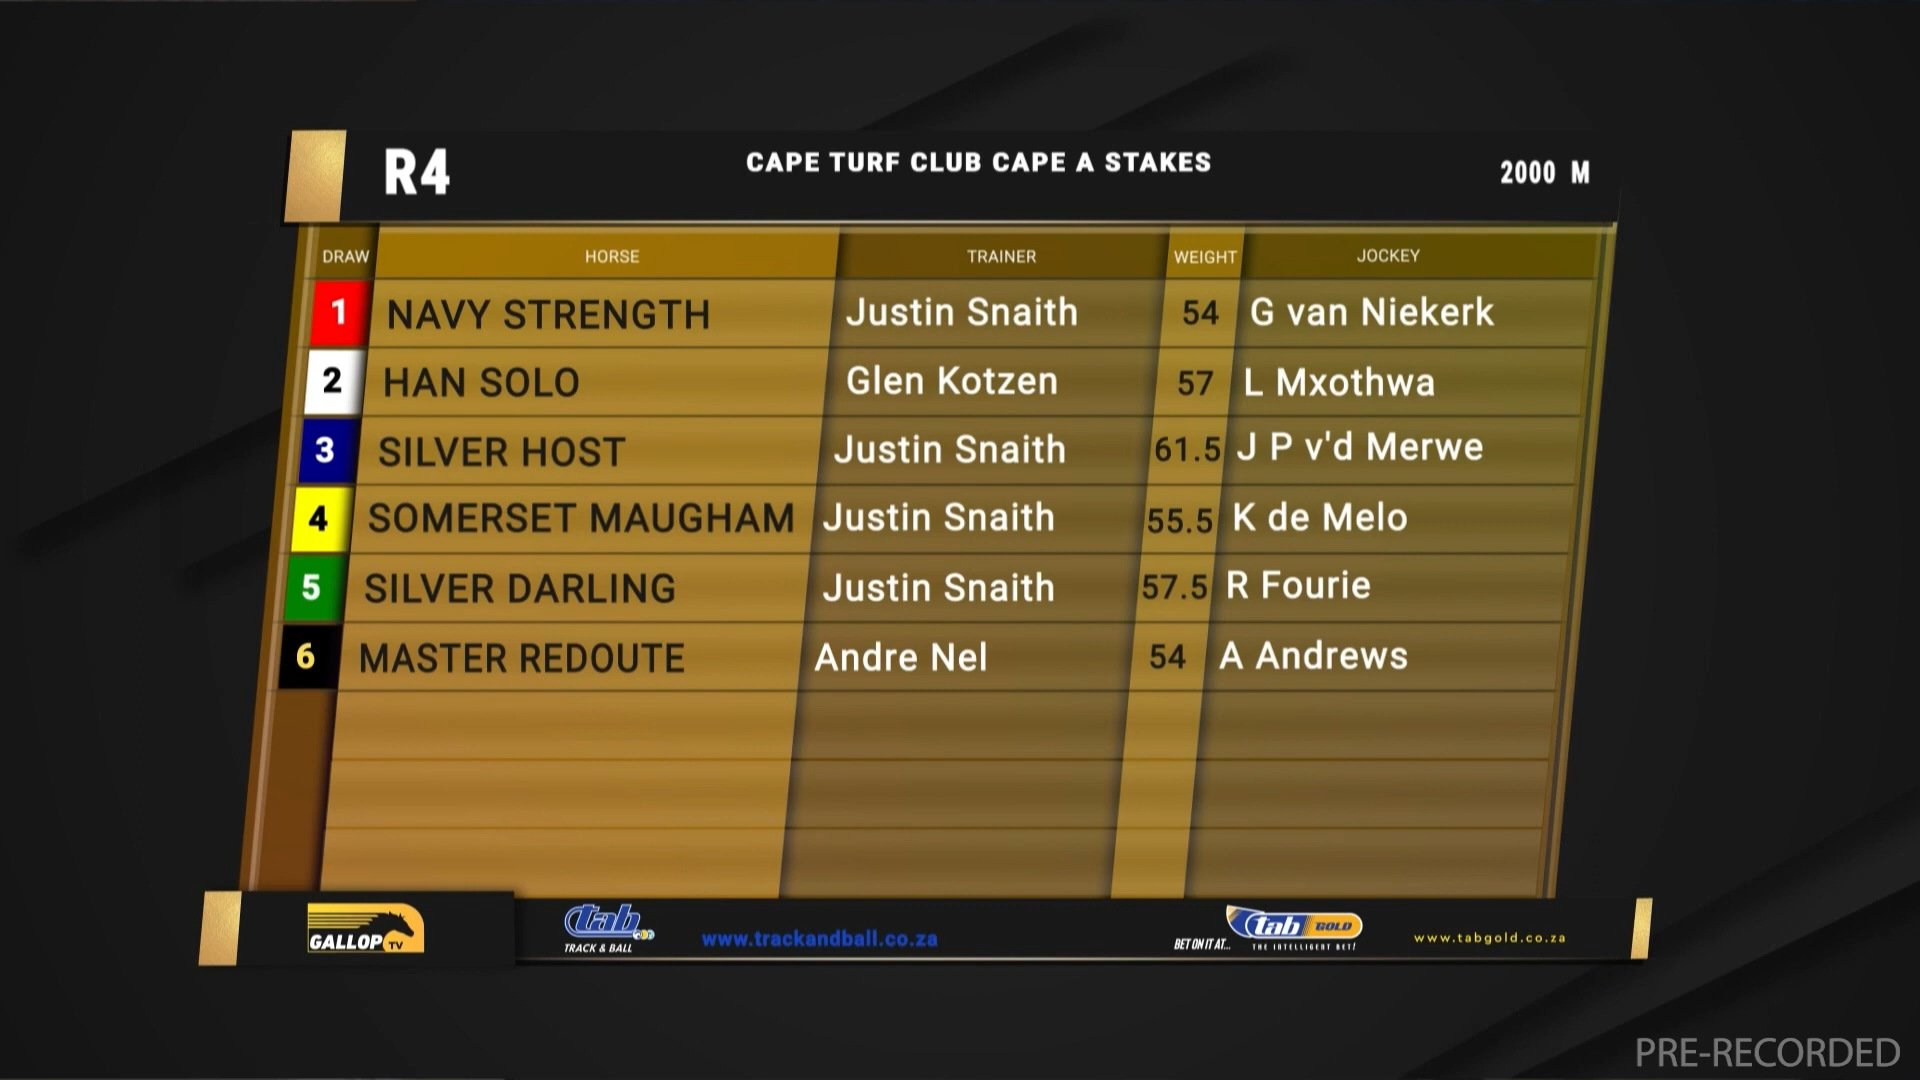 R4 CAPE TURF CLUB CAPE A STAKES 2000 M
DRAW HORSE TRAINER WEIGHT JOCKEY
1 NAVY STRENGTH Justin Snaith 54 G van Niekerk
2 HAN SOLO Glen Kotzen 57 L Mxothwa
3 SILVER HOST Justin Snaith 61.5 J P v'd Merwe
4 SOMERSET MAUGHAM Justin Snaith 55.5 K de Melo
5 SILVER DARLING Justin Snaith 57.5 R Fourie
6 MASTER REDOUTE Andre Nel 54 A Andrews
GALLOP TV
tab
TRACK & BALL
www.trackandball.co.za
BET ON IT AT...
tab GOLD
THE INTELLIGENT BET!
www.tabgold.co.za
PRE-RECORDED